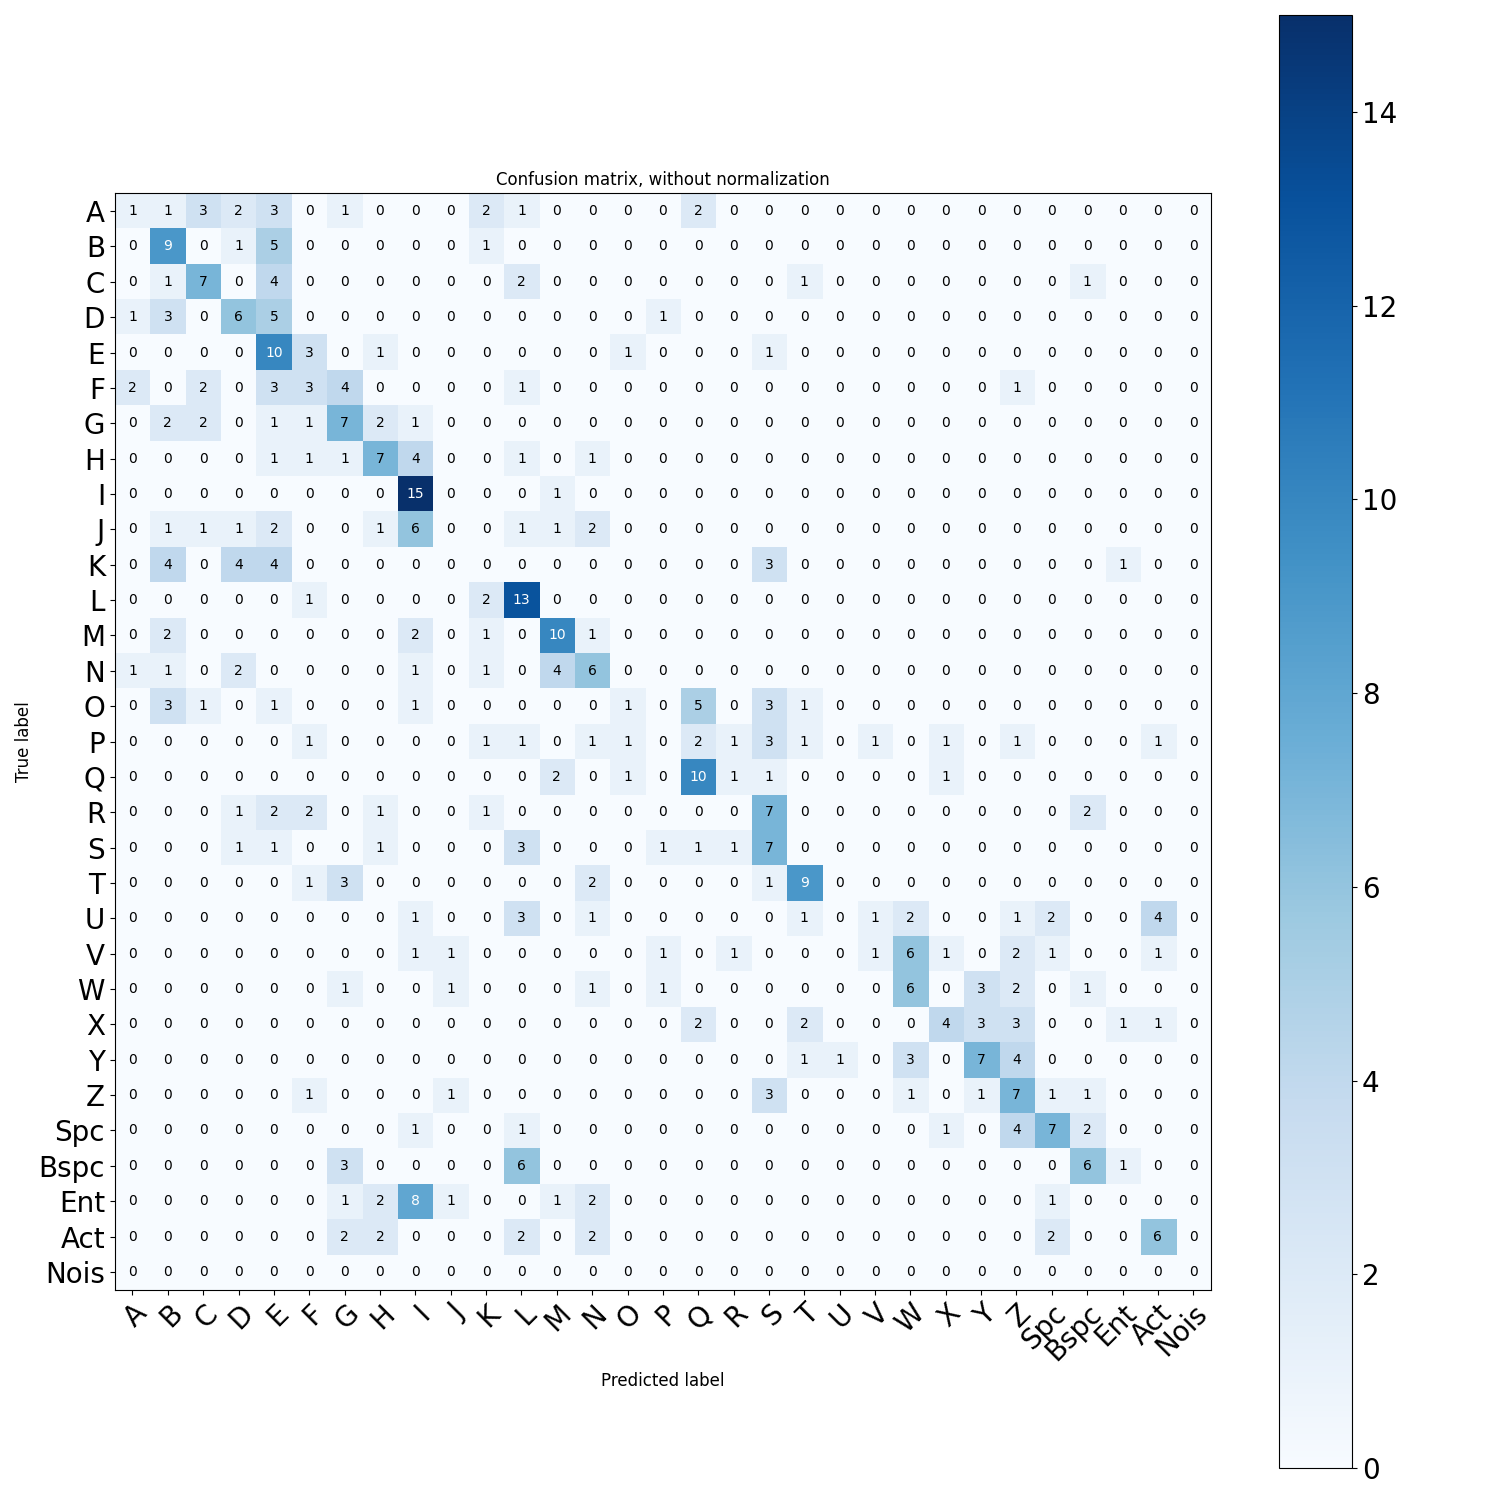 Confusion matrix, without normalization
A 1 1 3 2 3 0 1 0 0 0 2 1 0 0 0 0 2 0 0 0 0 0 0 0 0 0 0 0 0 0 0
B 0 9 0 1 5 0 0 0 0 0 1 0 0 0 0 0 0 0 0 0 0 0 0 0 0 0 0 0 0 0 0
C 0 1 7 0 4 0 0 0 0 0 0 2 0 0 0 0 0 0 0 1 0 0 0 0 0 0 0 1 0 0 0
D 1 3 0 6 5 0 0 0 0 0 0 0 0 0 0 1 0 0 0 0 0 0 0 0 0 0 0 0 0 0 0
E 0 0 0 0 10 3 0 1 0 0 0 0 0 0 1 0 0 0 1 0 0 0 0 0 0 0 0 0 0 0 0
F 2 0 2 0 3 3 4 0 0 0 0 1 0 0 0 0 0 0 0 0 0 0 0 0 0 1 0 0 0 0 0
G 0 2 2 0 1 1 7 2 1 0 0 0 0 0 0 0 0 0 0 0 0 0 0 0 0 0 0 0 0 0 0
H 0 0 0 0 1 1 1 7 4 0 0 1 0 1 0 0 0 0 0 0 0 0 0 0 0 0 0 0 0 0 0
I 0 0 0 0 0 0 0 0 15 0 0 0 1 0 0 0 0 0 0 0 0 0 0 0 0 0 0 0 0 0 0
J 0 1 1 1 2 0 0 1 6 0 0 1 1 2 0 0 0 0 0 0 0 0 0 0 0 0 0 0 0 0 0
K 0 4 0 4 4 0 0 0 0 0 0 0 0 0 0 0 0 0 3 0 0 0 0 0 0 0 0 0 1 0 0
L 0 0 0 0 0 1 0 0 0 0 2 13 0 0 0 0 0 0 0 0 0 0 0 0 0 0 0 0 0 0 0
M 0 2 0 0 0 0 0 0 2 0 1 0 10 1 0 0 0 0 0 0 0 0 0 0 0 0 0 0 0 0 0
N 1 1 0 2 0 0 0 0 1 0 1 0 4 6 0 0 0 0 0 0 0 0 0 0 0 0 0 0 0 0 0
O 0 3 1 0 1 0 0 0 1 0 0 0 0 0 1 0 5 0 3 1 0 0 0 0 0 0 0 0 0 0 0
P 0 0 0 0 0 1 0 0 0 0 1 1 0 1 1 0 2 1 3 1 0 1 0 1 0 1 0 0 0 1 0
Q 0 0 0 0 0 0 0 0 0 0 0 0 2 0 1 0 10 1 1 0 0 0 0 1 0 0 0 0 0 0 0
R 0 0 0 1 2 2 0 1 0 0 1 0 0 0 0 0 0 0 7 0 0 0 0 0 0 0 0 2 0 0 0
S 0 0 0 1 1 0 0 1 0 0 0 3 0 0 0 1 1 1 7 0 0 0 0 0 0 0 0 0 0 0 0
T 0 0 0 0 0 1 3 0 0 0 0 0 0 2 0 0 0 0 1 9 0 0 0 0 0 0 0 0 0 0 0
U 0 0 0 0 0 0 0 0 1 0 0 3 0 1 0 0 0 0 0 1 0 1 2 0 0 1 2 0 0 4 0
V 0 0 0 0 0 0 0 0 1 1 0 0 0 0 0 1 0 1 0 0 0 1 6 1 0 2 1 0 0 1 0
W 0 0 0 0 0 0 1 0 0 1 0 0 0 1 0 1 0 0 0 0 0 0 6 0 3 2 0 1 0 0 0
X 0 0 0 0 0 0 0 0 0 0 0 0 0 0 0 0 2 0 0 2 0 0 0 4 3 3 0 0 1 1 0
Y 0 0 0 0 0 0 0 0 0 0 0 0 0 0 0 0 0 0 0 1 1 0 3 0 7 4 0 0 0 0 0
Z 0 0 0 0 0 1 0 0 0 1 0 0 0 0 0 0 0 0 3 0 0 0 1 0 1 7 1 1 0 0 0
Spc 0 0 0 0 0 0 0 0 1 0 0 1 0 0 0 0 0 0 0 0 0 0 0 1 0 4 7 2 0 0 0
Bspc 0 0 0 0 0 0 3 0 0 0 0 6 0 0 0 0 0 0 0 0 0 0 0 0 0 0 0 6 1 0 0
Ent 0 0 0 0 0 0 1 2 8 1 0 0 1 2 0 0 0 0 0 0 0 0 0 0 0 0 1 0 0 0 0
Act 0 0 0 0 0 0 2 2 0 0 0 2 0 2 0 0 0 0 0 0 0 0 0 0 0 0 2 0 0 6 0
Nois 0 0 0 0 0 0 0 0 0 0 0 0 0 0 0 0 0 0 0 0 0 0 0 0 0 0 0 0 0 0 0
A B C D E F G H I J K L M N O P Q R S T U V W X Y Z Spc Bspc Ent Act Nois
Predicted label
True label
14
12
10
8
6
4
2
0